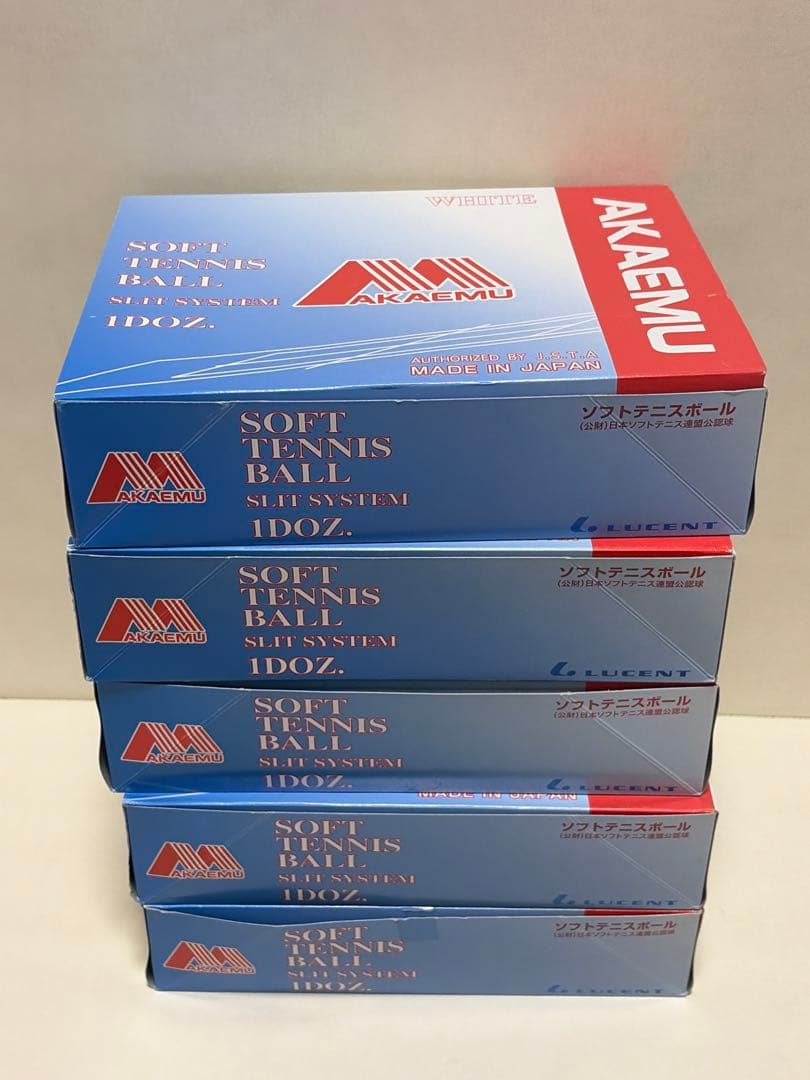 WHITE
AKAEMU
SOFT
TENNIS
BALL
SLIT SYSTEM
1DOZ.
AKAEMU
AUTHORIZED BY J.S.T.A
MADE IN JAPAN
AKAEMU
SOFT
TENNIS
BALL
SLIT SYSTEM
1DOZ.
ソフトテニスボール
(公財)日本ソフトテニス連盟公認球
LUCENT
AKAEMU
SOFT
TENNIS
BALL
SLIT SYSTEM
1DOZ.
ソフトテニスボール
(公財)日本ソフトテニス連盟公認球
LUCENT
AKAEMU
SOFT
TENNIS
BALL
SLIT SYSTEM
1DOZ.
ソフトテニスボール
(公財)日本ソフトテニス連盟公認球
LUCENT
MADE IN JAPAN
AKAEMU
SOFT
TENNIS
BALL
SLIT SYSTEM
1DOZ.
ソフトテニスボール
(公財)日本ソフトテニス連盟公認球
LUCENT
AKAEMU
SOFT
TENNIS
BALL
SLIT SYSTEM
1DOZ.
ソフトテニスボール
(公財)日本ソフトテニス連盟公認球
LUCENT